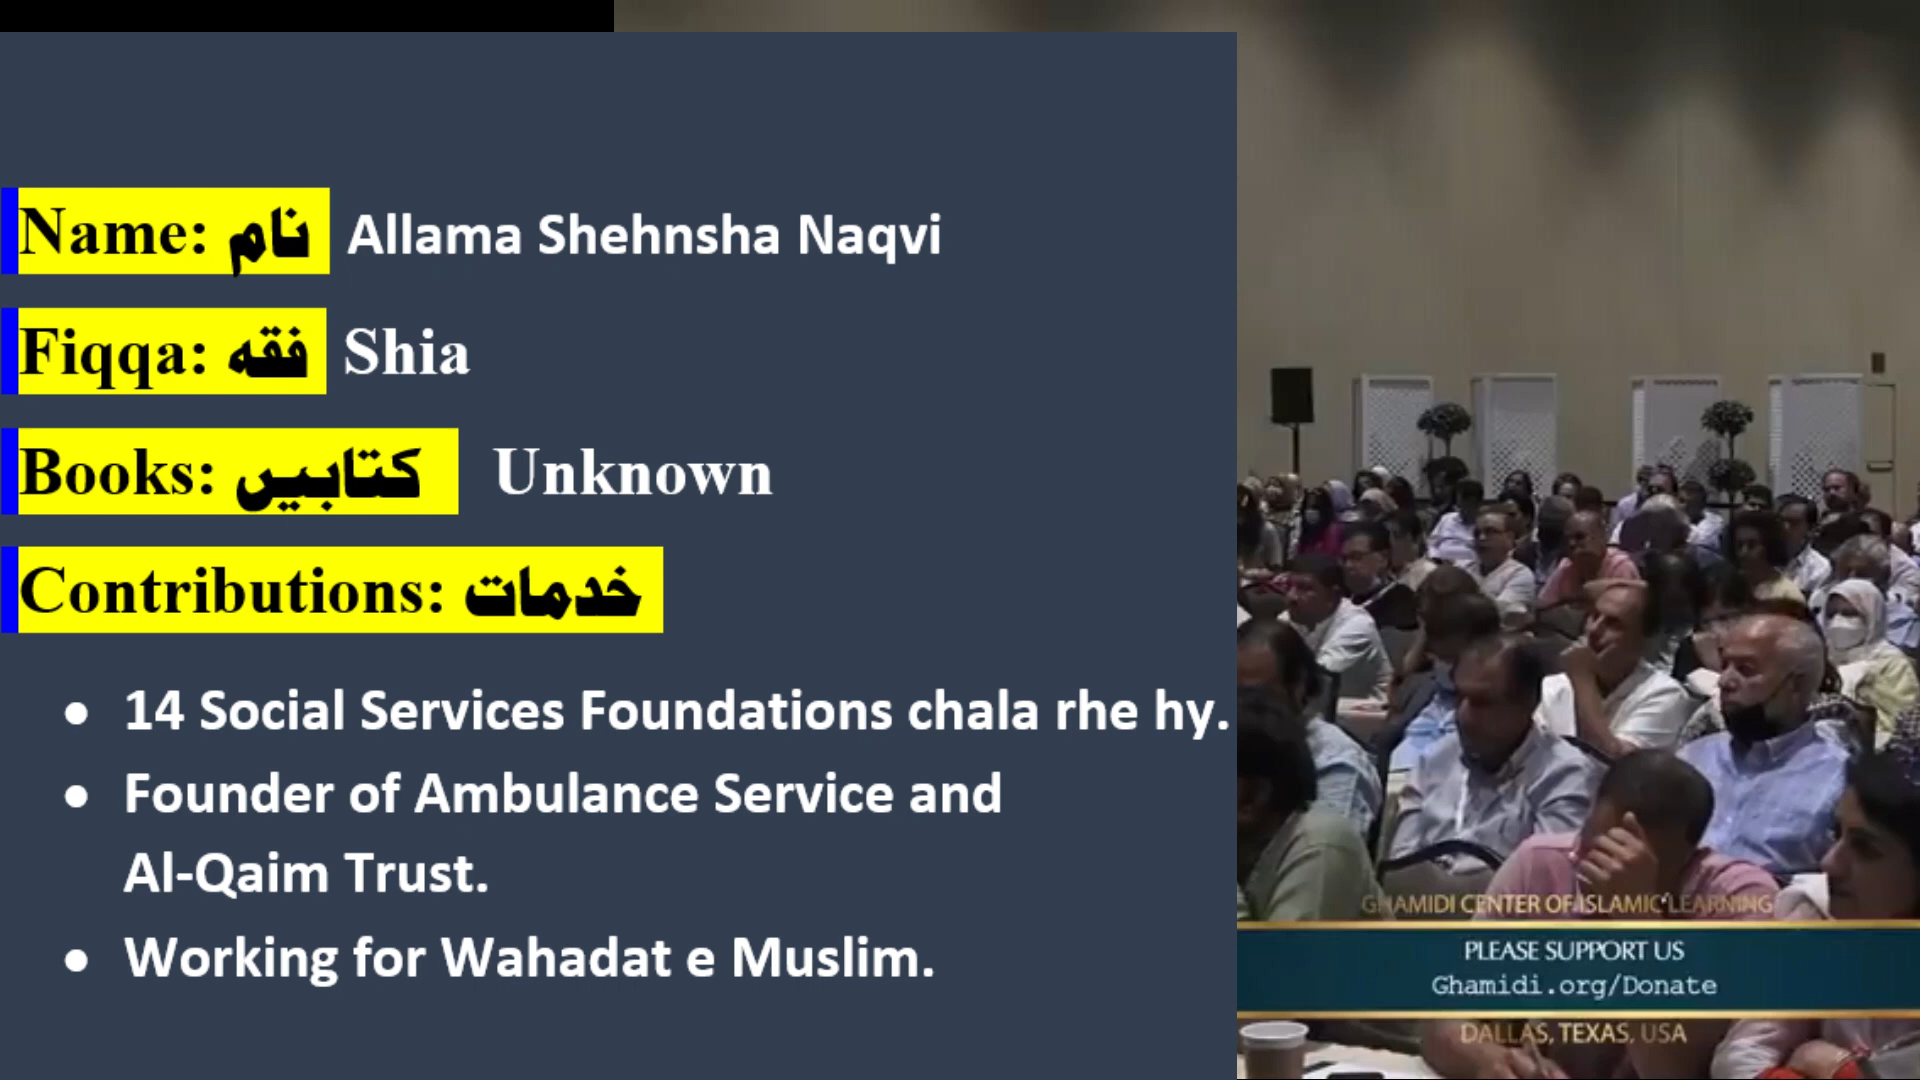 Name: نام Allama Shehnsha Naqvi
Fiqqa: فقه Shia
Books: کتابیں Unknown
Contributions: خدمات
● 14 Social Services Foundations chala rhe hy.
● Founder of Ambulance Service and
Al-Qaim Trust.
● Working for Wahadat e Muslim.
GHAMIDI CENTER OF ISLAMIC LEARNING
PLEASE SUPPORT US
Ghamidi.org/Donate
DALLAS, TEXAS, USA